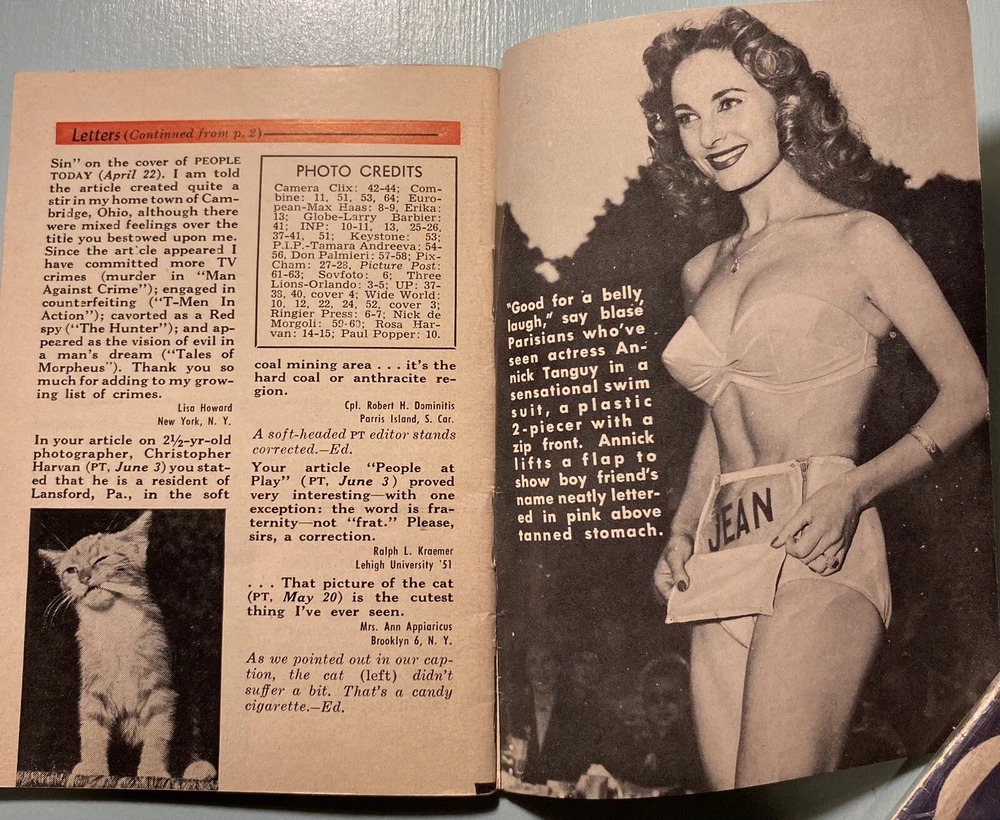 Letters (Continued from p. 2)
Sin" on the cover of PEOPLE
TODAY (April 22). I am told
the article created quite a
stir in my home town of Cam-
bridge, Ohio, although there
were mixed feelings over the
title you bestowed upon me.
Since the article appeared I
have committed more TV
crimes (murder in "Man
Against Crime"); engaged in
counterfeiting ("T-Men In
Action"); cavorted as a Red
spy ("The Hunter"); and ap-
peared as the vision of evil in
a man's dream ("Tales of
Morpheus"). Thank you so
much for adding to my grow-
ing list of crimes.
Lisa Howard
New York, N. Y.
In your article on 2½-yr-old
photographer, Christopher
Harvan (PT, June 3) you stat-
ed that he is a resident of
Lansford, Pa., in the soft
PHOTO CREDITS
Camera Clix: 42-44; Com-
bine: 11, 51, 53, 64; Euro-
pean-Max Haas: 8-9, Erika:
13; Globe-Larry Barbier:
41; INP: 10-11, 13, 25-26,
37-41, 51; Keystone: 53;
P.I.P.-Tamara Andreeva: 54-
56, Don Palmieri: 57-58; Pix-
Cham: 27-28, Picture Post:
61-63; Sovfoto: 6; Three
Lions-Orlando: 3-5; UP: 37-
38, 40, cover 4; Wide World:
10, 12, 22, 24, 52, cover 3;
Ringier Press: 6-7; Nick de
Morgoli: 59-60; Rosa Har-
van: 14-15; Paul Popper: 10.
coal mining area . . . it's the
hard coal or anthracite re-
gion.
Cpl. Robert H. Dominitis
Parris Island, S. Car.
A soft-headed PT editor stands
corrected.—Ed.
Your article "People at
Play" (PT, June 3) proved
very interesting—with one
exception: the word is fra-
ternity—not "frat." Please,
sirs, a correction.
Ralph L. Kraemer
Lehigh University '51
. . . That picture of the cat
(PT, May 20) is the cutest
thing I've ever seen.
Mrs. Ann Appiaricus
Brooklyn 6, N. Y.
As we pointed out in our cap-
tion, the cat (left) didn't
suffer a bit. That's a candy
cigarette.—Ed.
"Good for a belly
laugh," say blase
Parisians who've
seen actress An-
nick Tanguy in a
sensational swim
suit, a plastic
2-piecer with a
zip front. Annick
lifts a flap to
show boy friend's
name neatly letter-
ed in pink above
tanned stomach.
JEAN